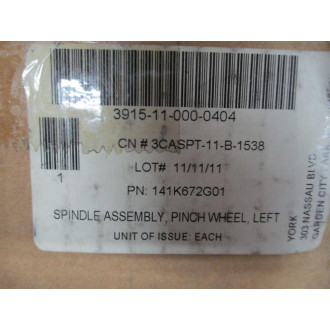 3915-11-000-0404
CN # 3CASPT-11-B-1538
LOT# 11/11/11
1
PN: 141K672G01
SPINDLE ASSEMBLY, PINCH WHEEL, LEFT
UNIT OF ISSUE: EACH
YORK
303 NASSAU BLVD
GARDEN CITY